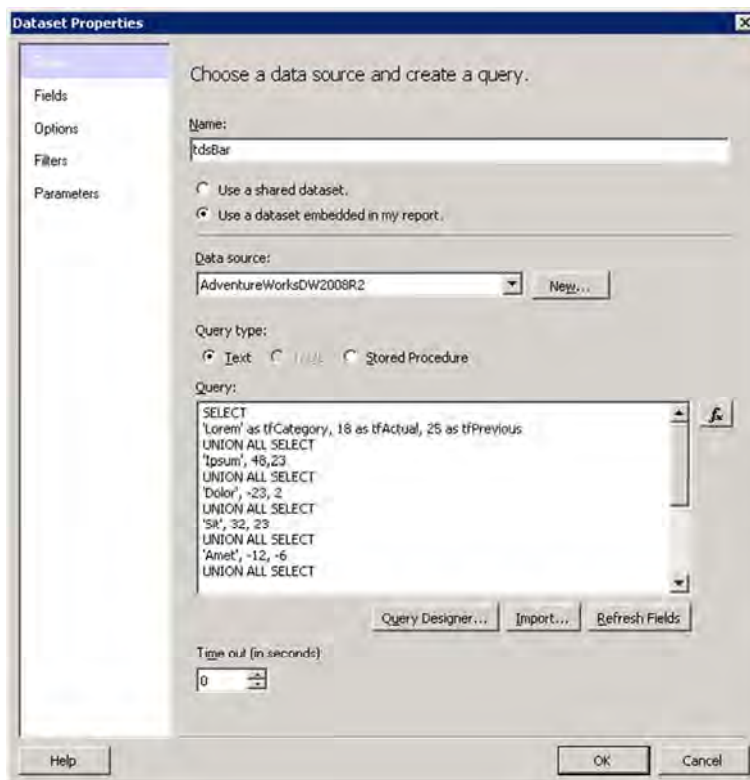 Dataset Properties
Fields
Options
Filters
Parameters
Choose a data source and create a query.
Name:
tdsBar
Use a shared dataset.
Use a dataset embedded in my report.
Data source:
AdventureWorksDW2008R2
New...
Query type:
Text
Stored Procedure
Query:
SELECT
'Lorem' as tfCategory, 18 as tfActual, 25 as tfPrevious
UNION ALL SELECT
'Ipsum', 48,23
UNION ALL SELECT
'Dolor', -23, 2
UNION ALL SELECT
'Sit', 32, 23
UNION ALL SELECT
'Amet', -12, -6
UNION ALL SELECT
fx
Query Designer...
Import...
Refresh Fields
Time out (in seconds):
0
Help
OK
Cancel